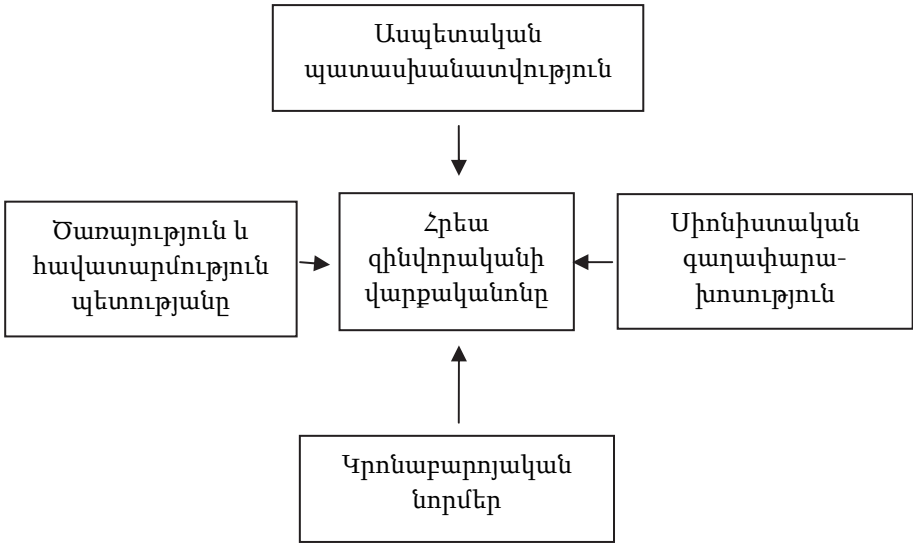 Ասպետական
պատասխանատվություն
Ծառայություն և
հավատարմություն
պետությանը
Հրեա
զինվորականի
վարքականոնը
Սիոնիստական
գաղափարա-
խոսություն
Կրոնաբարոյական
նորմեր